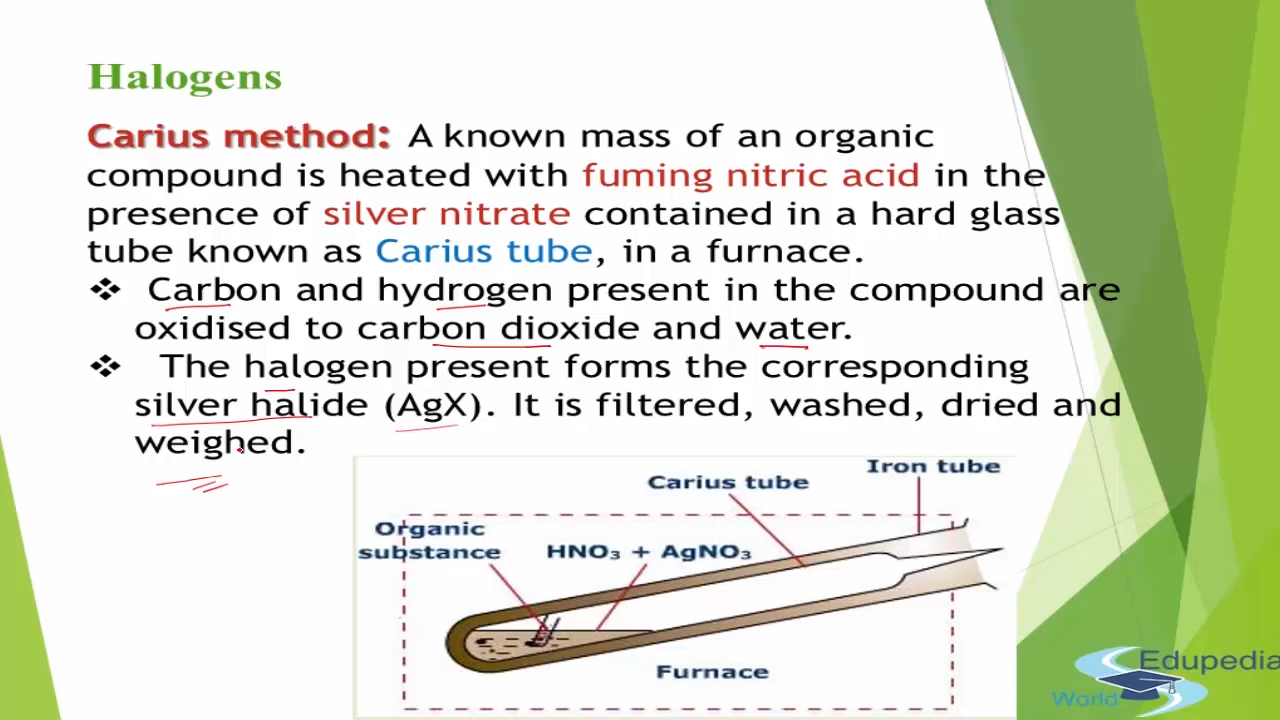 Halogens
Carius method: A known mass of an organic
compound is heated with fuming nitric acid in the
presence of silver nitrate contained in a hard glass
tube known as Carius tube, in a furnace.
❖ Carbon and hydrogen present in the compound are
oxidised to carbon dioxide and water.
❖ The halogen present forms the corresponding
silver halide (AgX). It is filtered, washed, dried and
weighed.
Iron tube
Carius tube
Organic
substance
HNO₃ + AgNO₃
Furnace
Edupedia
World